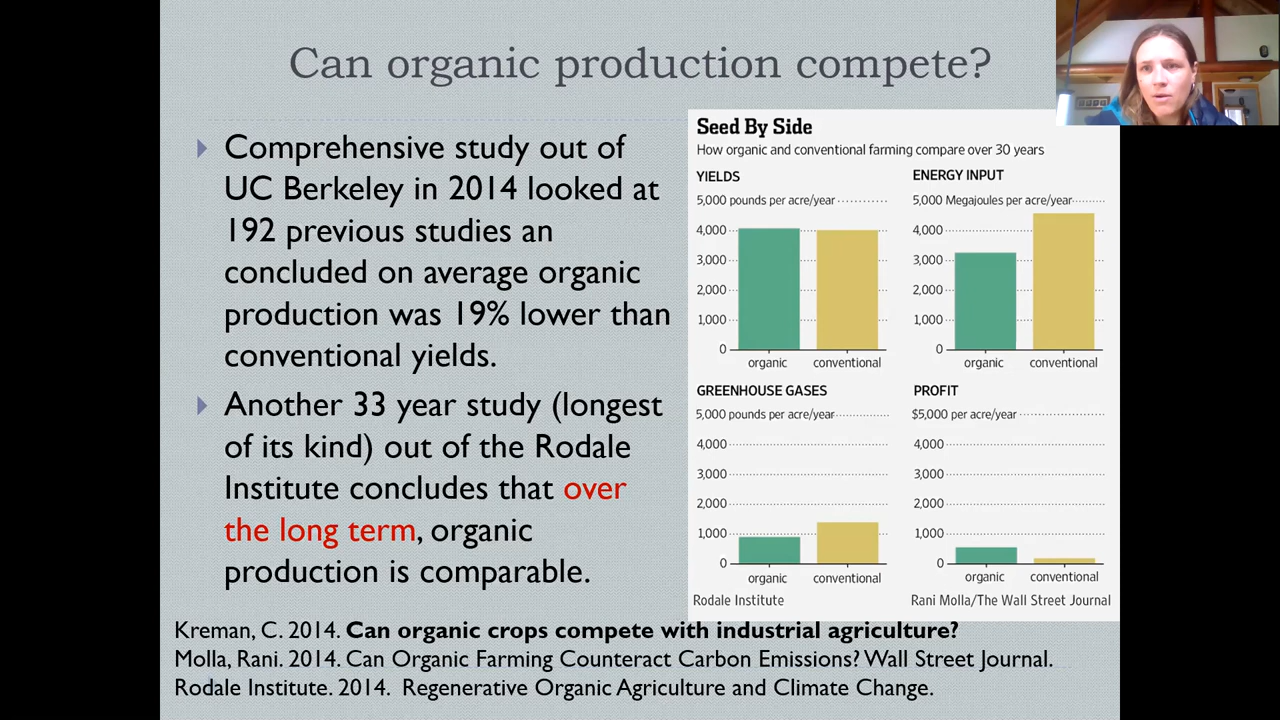 Can organic production compete?
Comprehensive study out of
UC Berkeley in 2014 looked at
192 previous studies an
concluded on average organic
production was 19% lower than
conventional yields.
Another 33 year study (longest
of its kind) out of the Rodale
Institute concludes that over
the long term, organic
production is comparable.
Seed By Side
How organic and conventional farming compare over 30 years
YIELDS
5,000 pounds per acre/year
4,000
3,000
2,000
1,000
0
organic conventional
ENERGY INPUT
5,000 Megajoules per acre/year
4,000
3,000
2,000
1,000
0
organic conventional
GREENHOUSE GASES
5,000 pounds per acre/year
4,000
3,000
2,000
1,000
0
organic conventional
PROFIT
$5,000 per acre/year
4,000
3,000
2,000
1,000
0
organic conventional
Rodale Institute
Rani Molla/The Wall Street Journal
Kreman, C. 2014. Can organic crops compete with industrial agriculture?
Molla, Rani. 2014. Can Organic Farming Counteract Carbon Emissions? Wall Street Journal.
Rodale Institute. 2014. Regenerative Organic Agriculture and Climate Change.